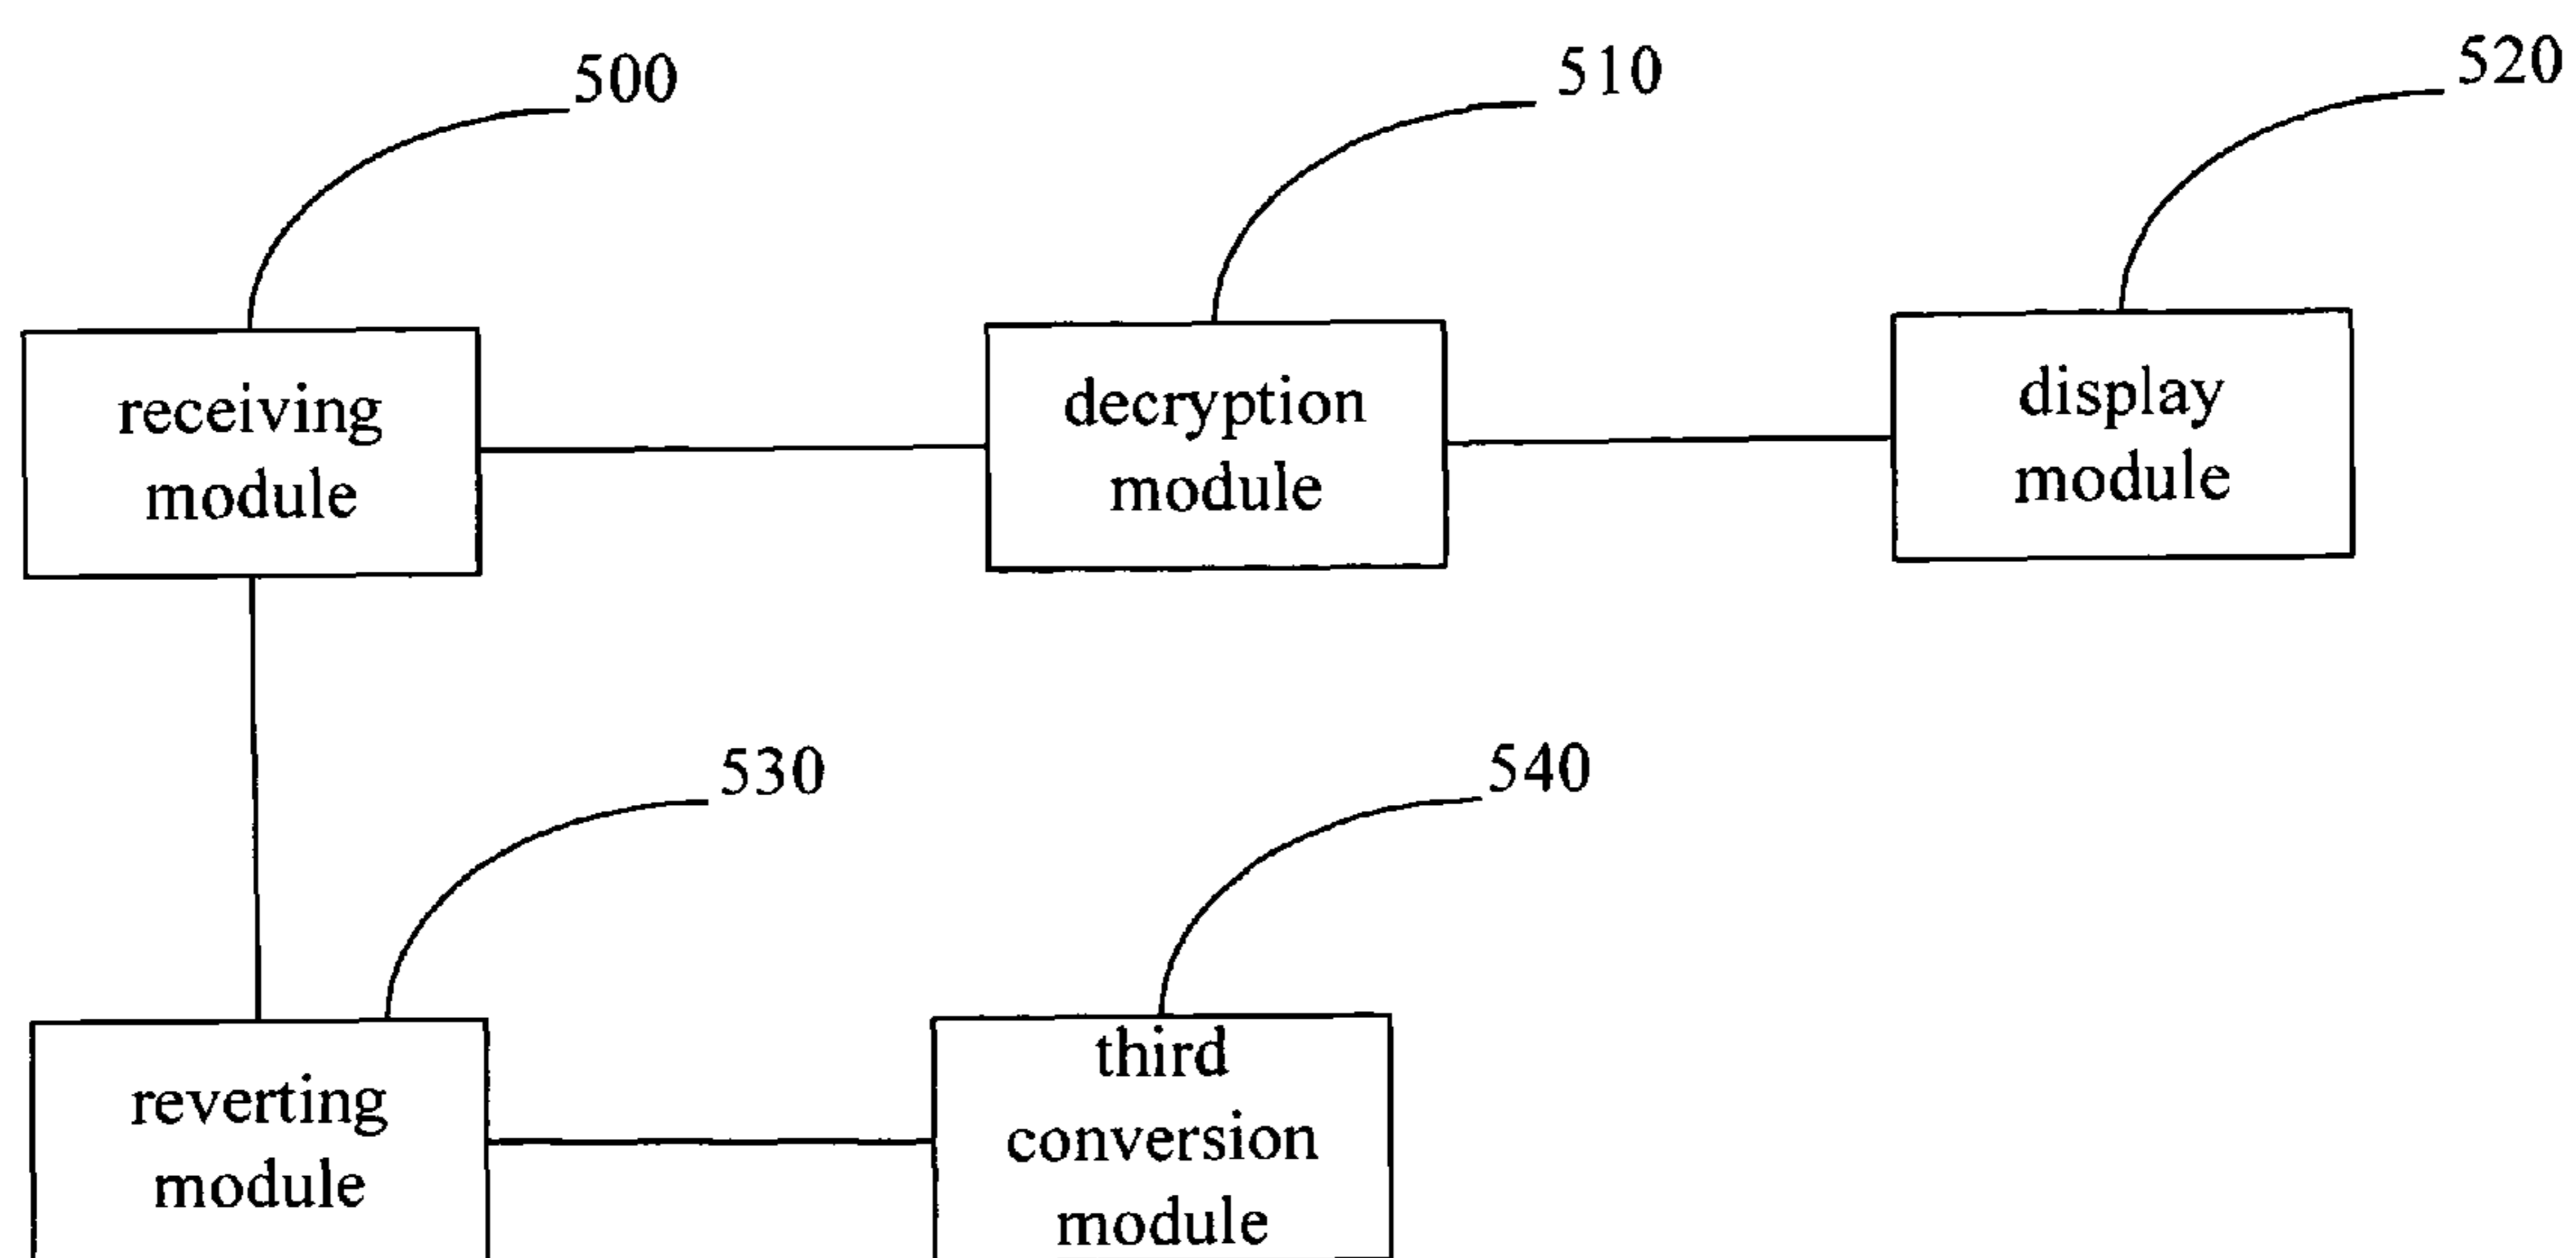 500
510
520
receiving
module
decryption
module
display
module
530
540
reverting
module
third
conversion
module